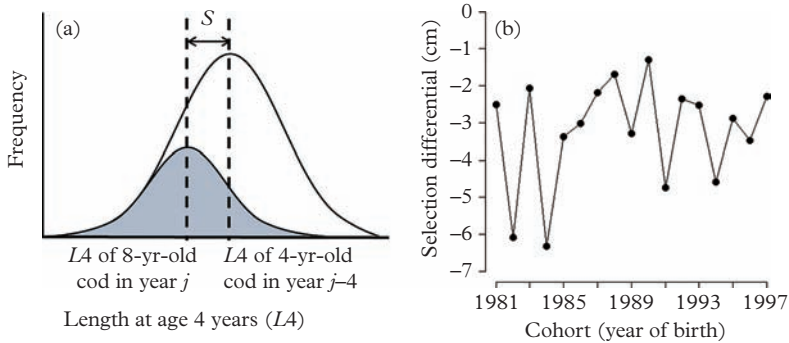 (a)
S
Frequency
L4 of 8-yr-old
cod in year j
L4 of 4-yr-old
cod in year j–4
Length at age 4 years (L4)
(b)
Selection differential (cm)
0
–1
–2
–3
–4
–5
–6
–7
1981 1985 1989 1993 1997
Cohort (year of birth)